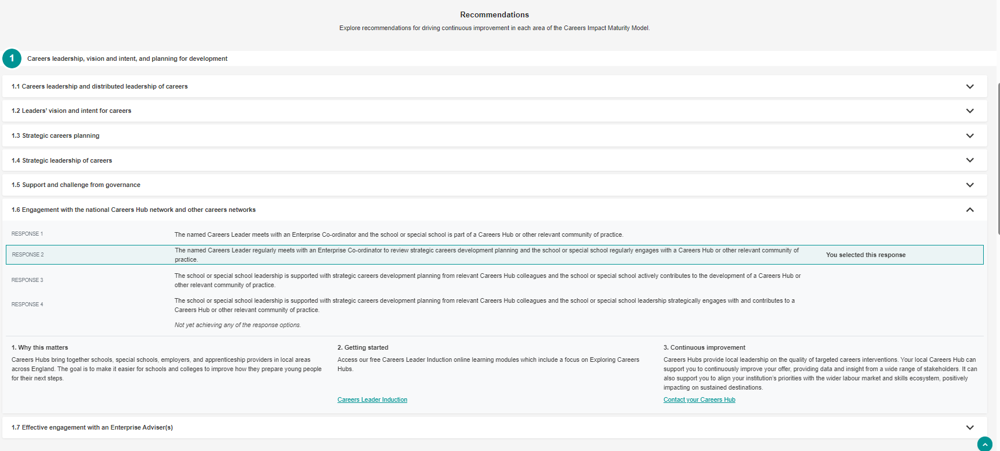 Recommendations
Explore recommendations for driving continuous improvement in each area of the Careers Impact Maturity Model.
1 Careers leadership, vision and intent, and planning for development
1.1 Careers leadership and distributed leadership of careers
1.2 Leaders' vision and intent for careers
1.3 Strategic careers planning
1.4 Strategic leadership of careers
1.5 Support and challenge from governance
1.6 Engagement with the national Careers Hub network and other careers networks
RESPONSE 1
The named Careers Leader meets with an Enterprise Co-ordinator and the school or special school is part of a Careers Hub or other relevant community of practice.
RESPONSE 2
The named Careers Leader regularly meets with an Enterprise Co-ordinator to review strategic careers development planning and the school or special school regularly engages with a Careers Hub or other relevant community of
practice.
You selected this response
RESPONSE 3
The school or special school leadership is supported with strategic careers development planning from relevant Careers Hub colleagues and the school or special school actively contributes to the development of a Careers Hub or
other relevant community of practice.
RESPONSE 4
The school or special school leadership is supported with strategic careers development planning from relevant Careers Hub colleagues and the school or special school leadership strategically engages with and contributes to a
Careers Hub or other relevant community of practice.
Not yet achieving any of the response options.
1. Why this matters
Careers Hubs bring together schools, special schools, employers, and apprenticeship providers in local areas
across England. The goal is to make it easier for schools and colleges to improve how they prepare young people
for their next steps.
2. Getting started
Access our free Careers Leader Induction online learning modules which include a focus on Exploring Careers
Hubs.
Careers Leader Induction
3. Continuous improvement
Careers Hubs provide local leadership on the quality of targeted careers interventions. Your local Careers Hub can
support you to continuously improve your offer, providing data and insight from a wide range of stakeholders. It can
also support you to align your institution's priorities with the wider labour market and skills ecosystem, positively
impacting on sustained destinations.
Contact your Careers Hub
1.7 Effective engagement with an Enterprise Adviser(s)